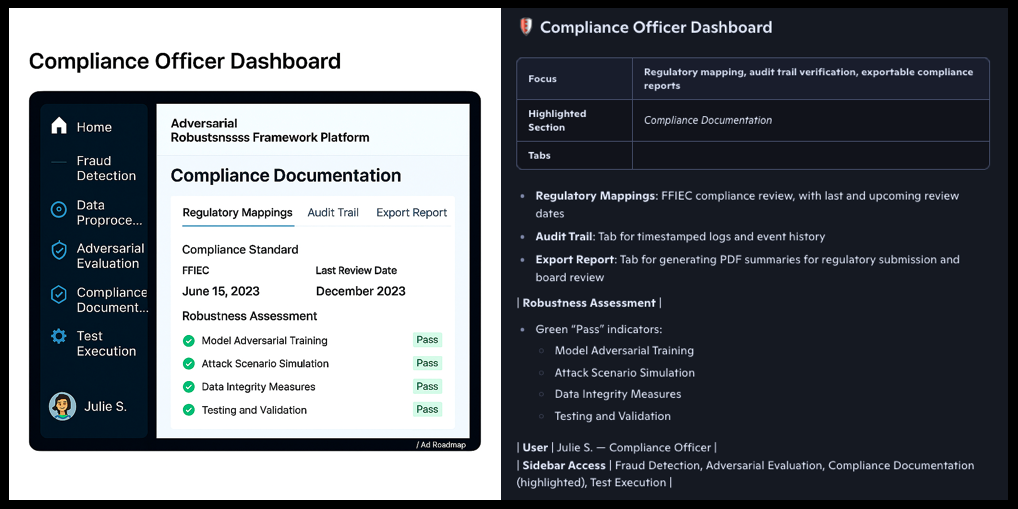 Compliance Officer Dashboard
Home
Fraud
Detection
Data
Proproce...
Adversarial
Evaluation
Compliance
Document...
Test
Execution
Julie S.
Adversarial
Robustsnssss Framework Platform
Compliance Documentation
Regulatory Mappings Audit Trail Export Report
Compliance Standard
FFIEC Last Review Date
June 15, 2023 December 2023
Robustness Assessment
Model Adversarial Training Pass
Attack Scenario Simulation Pass
Data Integrity Measures Pass
Testing and Validation Pass
/ Ad Roadmap
Compliance Officer Dashboard
Focus Regulatory mapping, audit trail verification, exportable compliance
reports
Highlighted
Section Compliance Documentation
Tabs
• Regulatory Mappings: FFIEC compliance review, with last and upcoming review
dates
• Audit Trail: Tab for timestamped logs and event history
• Export Report: Tab for generating PDF summaries for regulatory submission and
board review
| Robustness Assessment |
• Green “Pass” indicators:
○ Model Adversarial Training
○ Attack Scenario Simulation
○ Data Integrity Measures
○ Testing and Validation
| User | Julie S. — Compliance Officer |
| Sidebar Access | Fraud Detection, Adversarial Evaluation, Compliance Documentation
(highlighted), Test Execution |